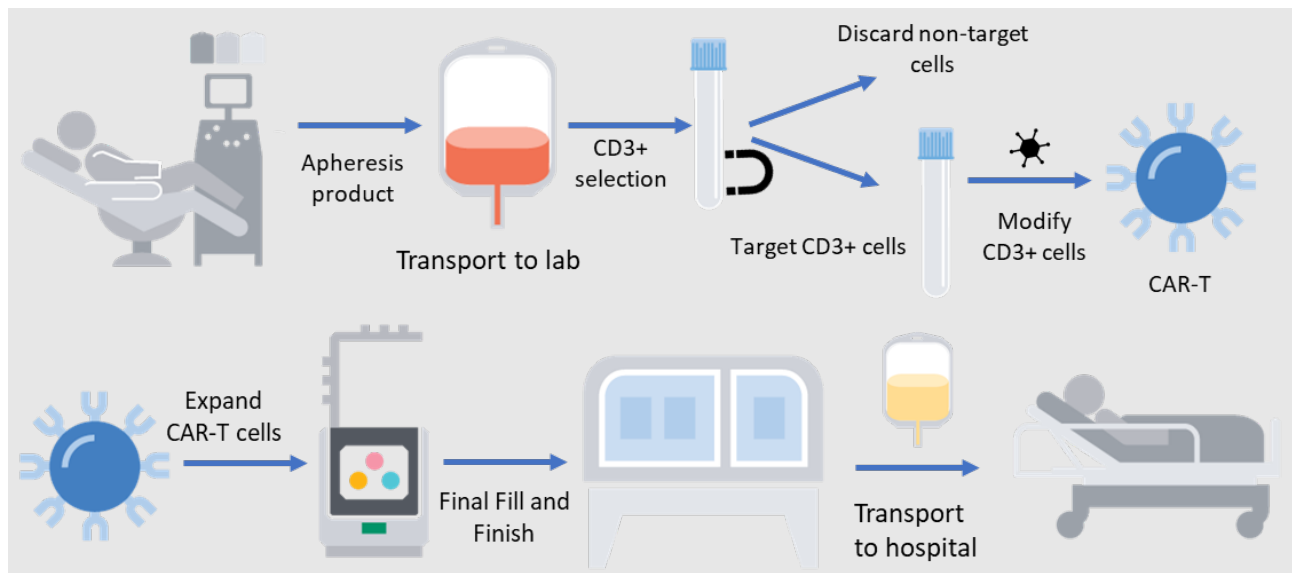 Apheresis
product
Transport to lab
CD3+
selection
Discard non-target
cells
Target CD3+ cells
Modify
CD3+ cells
CAR-T
Expand
CAR-T cells
Final Fill and
Finish
Transport
to hospital